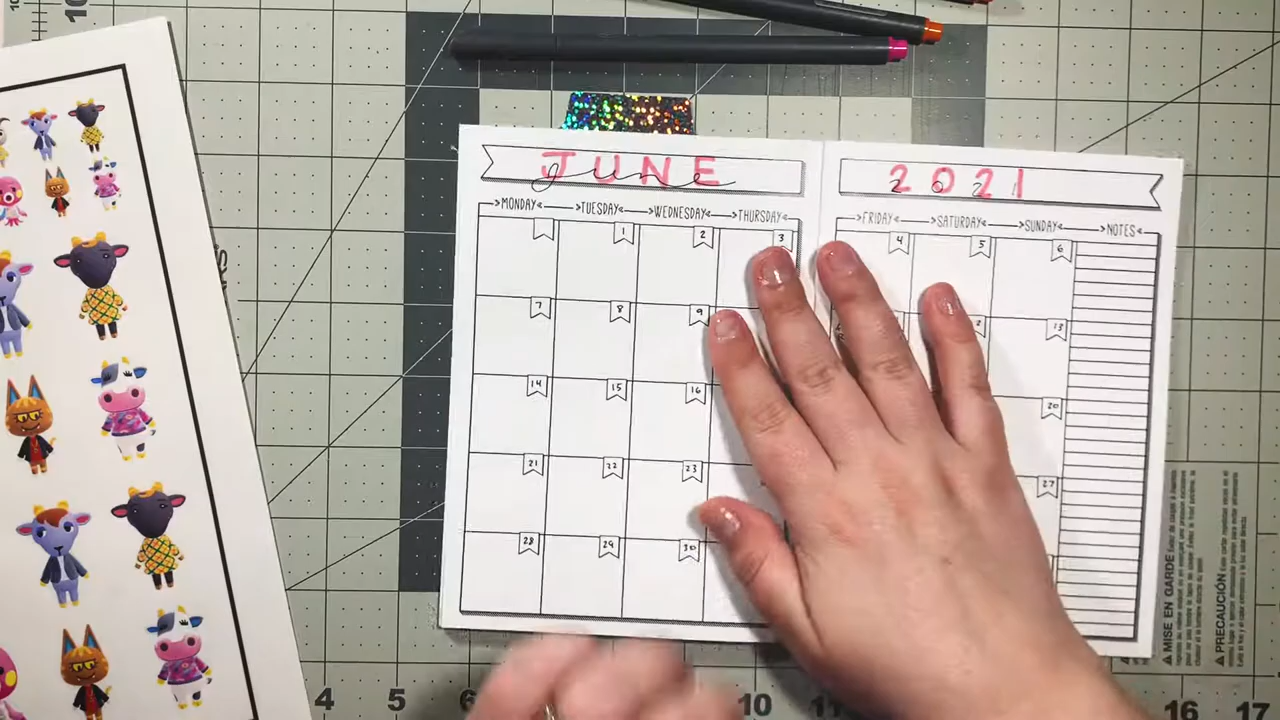 JUNE
june
2021
MONDAY TUESDAY WEDNESDAY THURSDAY
FRIDAY SATURDAY SUNDAY NOTES
1 2 3
4 5 6
7 8 9
13
14 15 16
20
21 22 23
27
28 29 30
MISE EN GARDE
PRECAUCIÓN
4 5 6 10 11 16 17